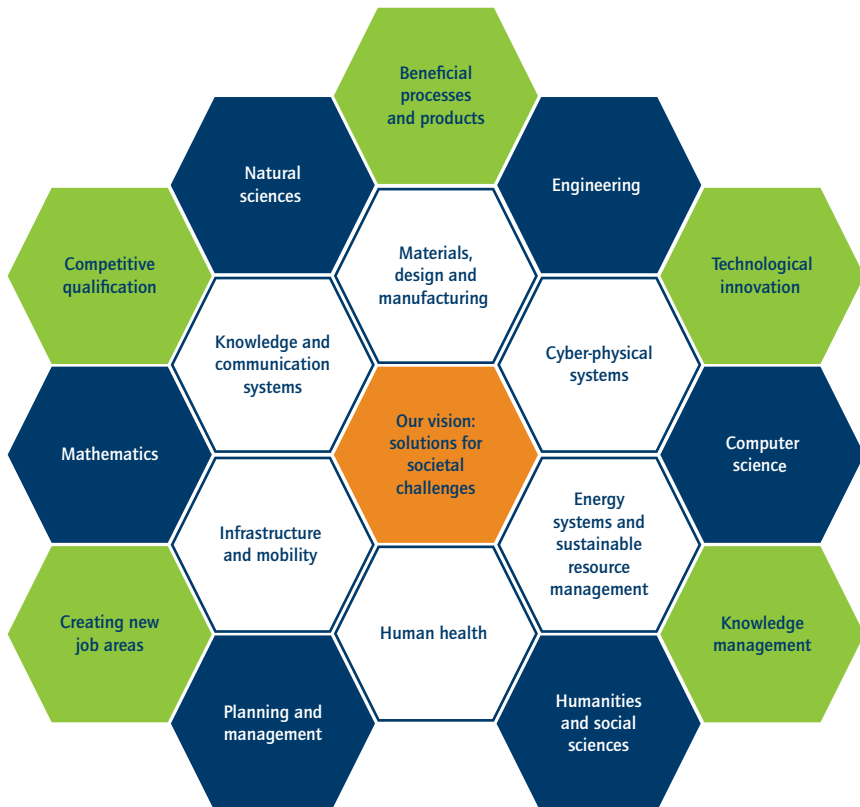 Beneficial
processes
and products
Natural
sciences
Engineering
Competitive
qualification
Materials,
design and
manufacturing
Technological
innovation
Knowledge and
communication
systems
Cyber-physical
systems
Mathematics
Our vision:
solutions for
societal
challenges
Computer
science
Infrastructure
and mobility
Energy
systems and
sustainable
resource
management
Creating new
job areas
Human health
Knowledge
management
Planning and
management
Humanities
and social
sciences